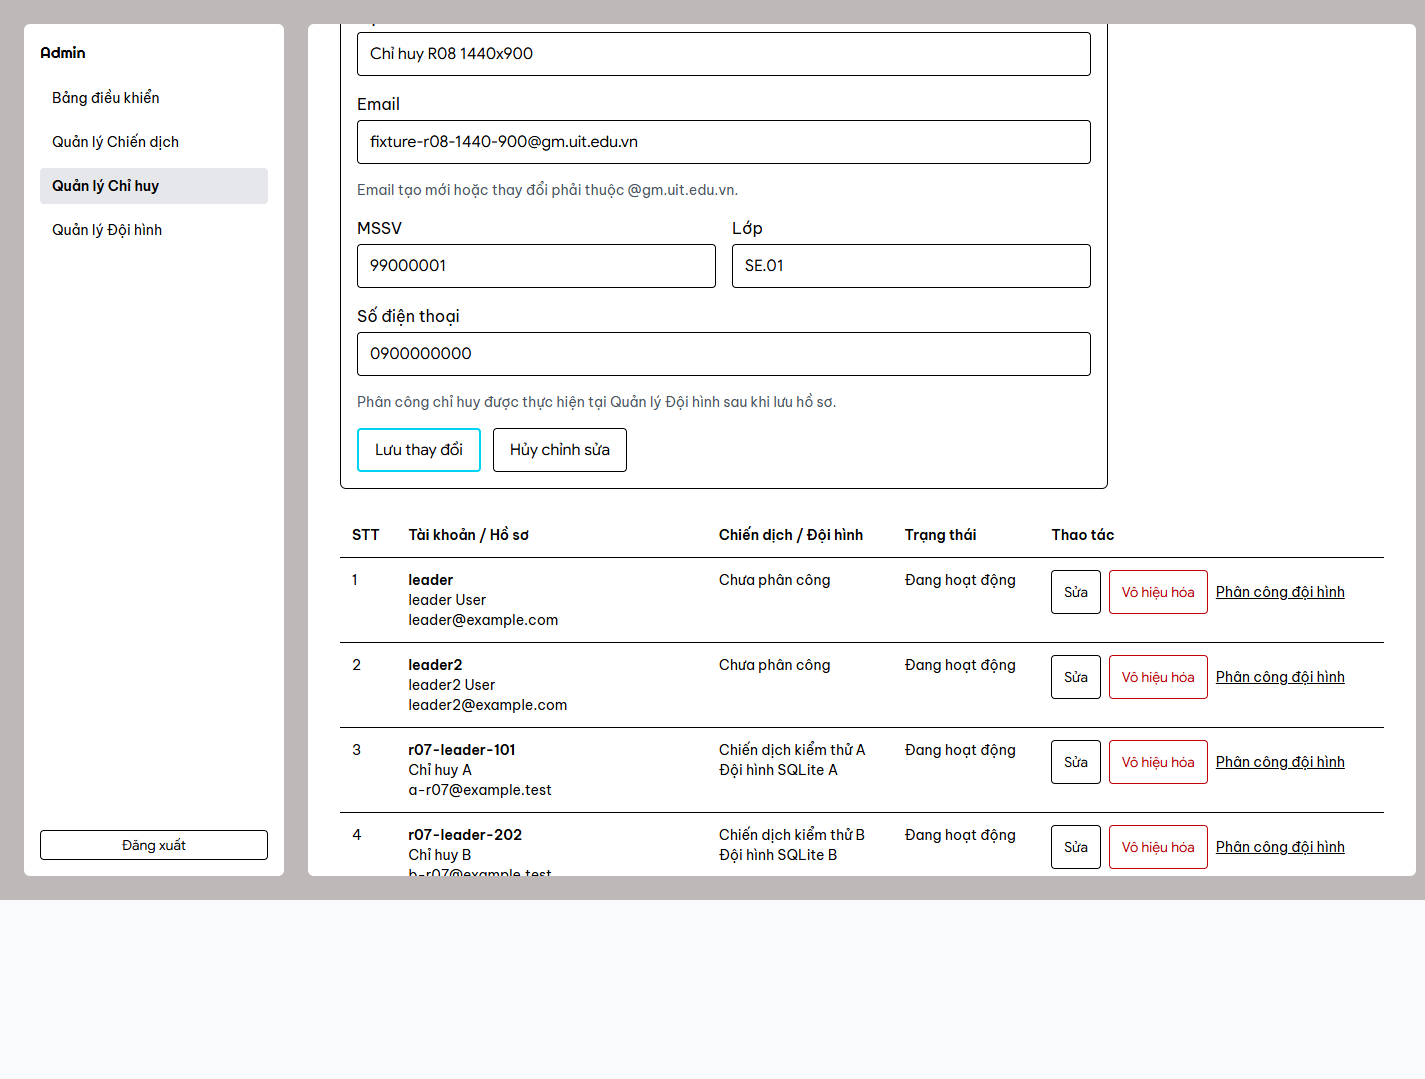 Admin
Bảng điều khiển
Quản lý Chiến dịch
Quản lý Chỉ huy
Quản lý Đội hình
Đăng xuất
Chỉ huy R08 1440x900
Email
fixture-r08-1440-900@gm.uit.edu.vn
Email tạo mới hoặc thay đổi phải thuộc @gm.uit.edu.vn.
MSSV Lớp
99000001 SE.01
Số điện thoại
0900000000
Phân công chỉ huy được thực hiện tại Quản lý Đội hình sau khi lưu hồ sơ.
Lưu thay đổi Hủy chỉnh sửa
STT Tài khoản / Hồ sơ Chiến dịch / Đội hình Trạng thái Thao tác
1 leader Chưa phân công Đang hoạt động Sửa Vô hiệu hóa Phân công đội hình
leader User
leader@example.com
2 leader2 Chưa phân công Đang hoạt động Sửa Vô hiệu hóa Phân công đội hình
leader2 User
leader2@example.com
3 r07-leader-101 Chiến dịch kiểm thử A Đang hoạt động Sửa Vô hiệu hóa Phân công đội hình
Chỉ huy A Đội hình SQLite A
a-r07@example.test
4 r07-leader-202 Chiến dịch kiểm thử B Đang hoạt động Sửa Vô hiệu hóa Phân công đội hình
Chỉ huy B Đội hình SQLite B
b-r07@example.test